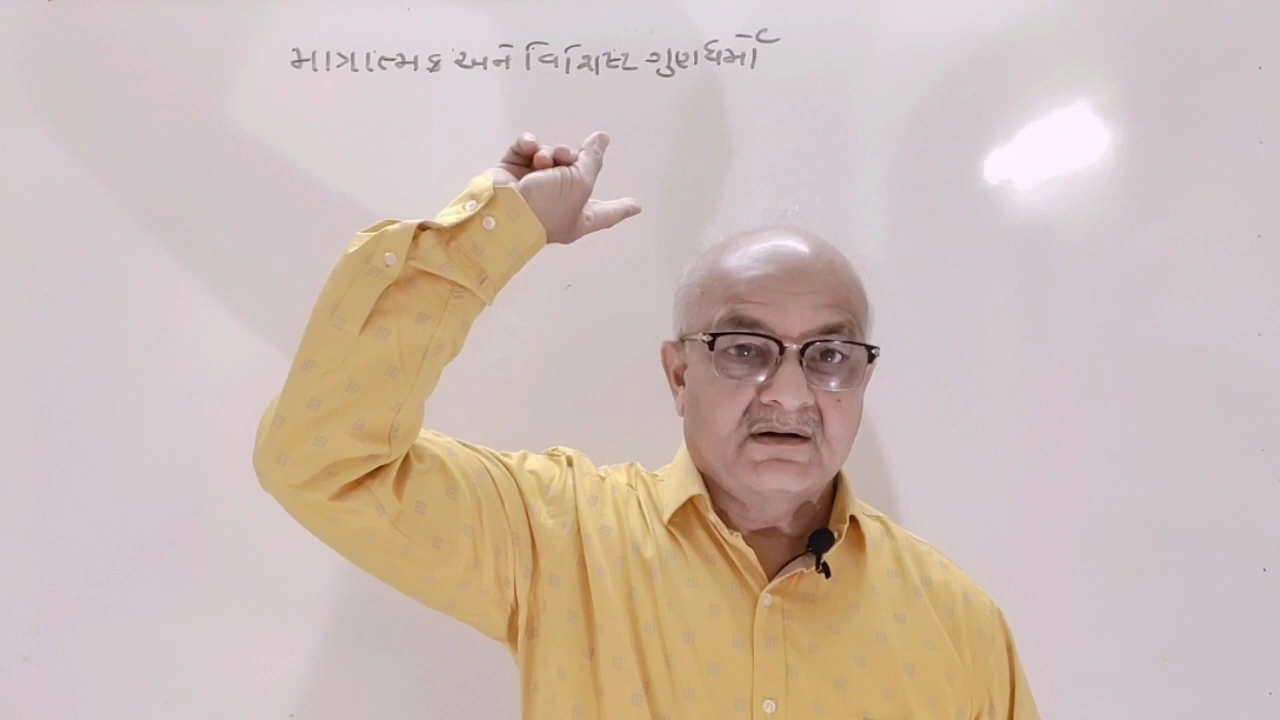 માત્રાત્મક અને વિશિષ્ટ ગુણધર્મો